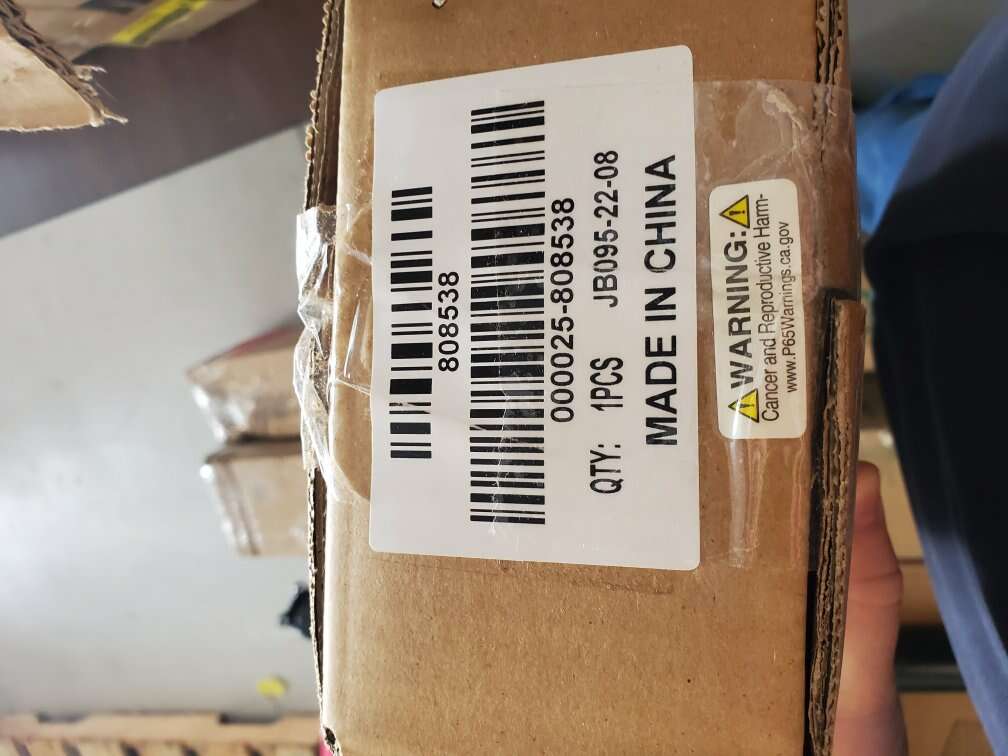 808538
000025-808538
QTY: 1PCS JB095-22-08
MADE IN CHINA
WARNING:
Cancer and Reproductive Harm-
www.P65Warnings.ca.gov